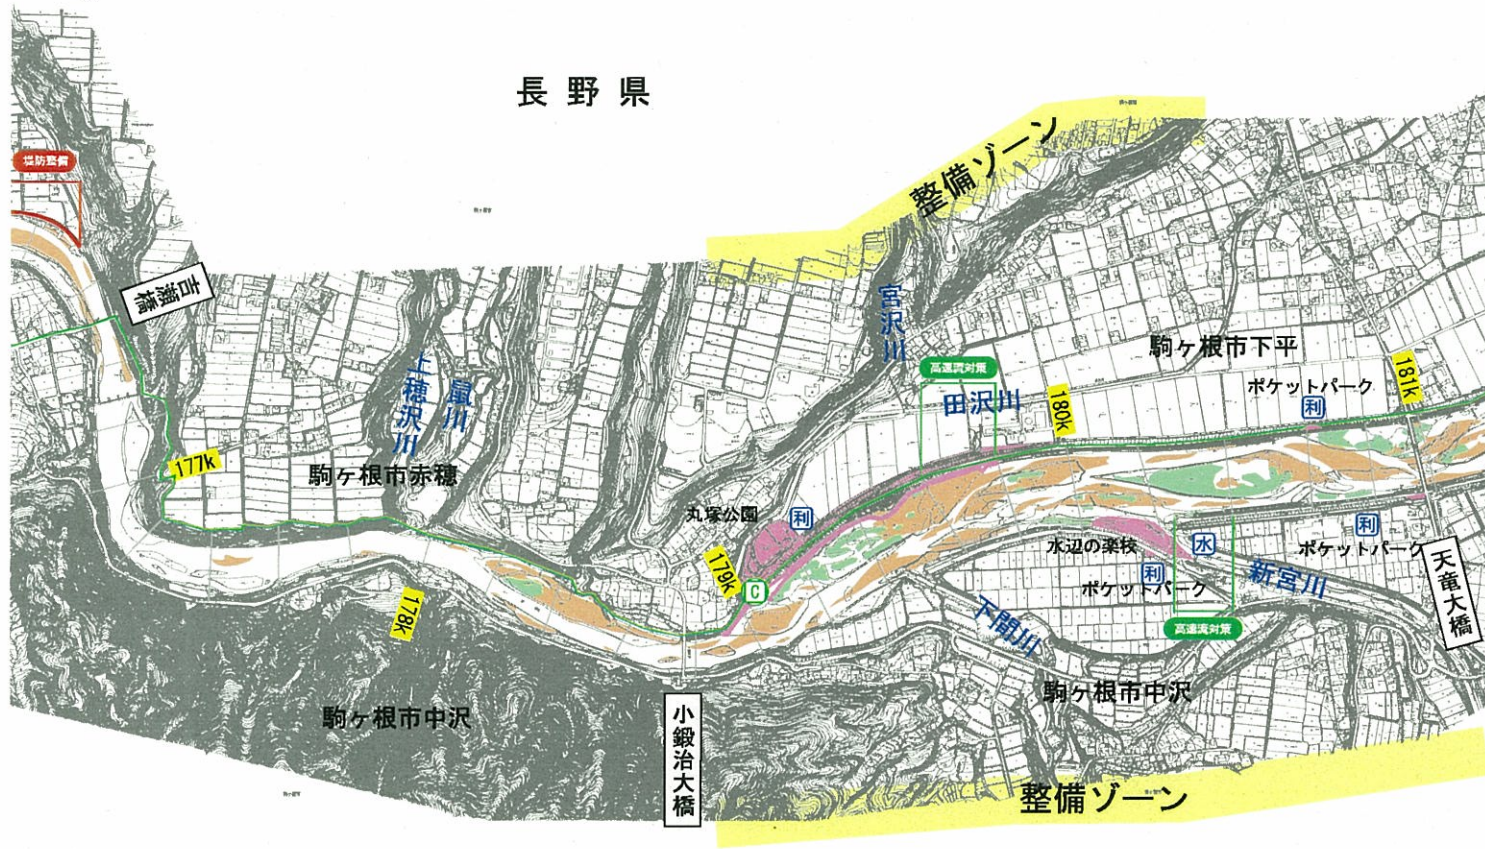 長野県
整備ゾーン
堤防整備
吉瀬橋
宮沢川
高速流対策
駒ヶ根市下平
ポケットパーク
利
181k
田沢川
180k
上穂沢川
鼠川
177k
駒ヶ根市赤穂
丸塚公園
利
179k
C
水辺の楽校
水
利
ポケットパーク
利
ポケットパーク
新宮川
天竜大橋
178k
下間川
高速流対策
駒ヶ根市中沢
駒ヶ根市中沢
小鍛治大橋
整備ゾーン